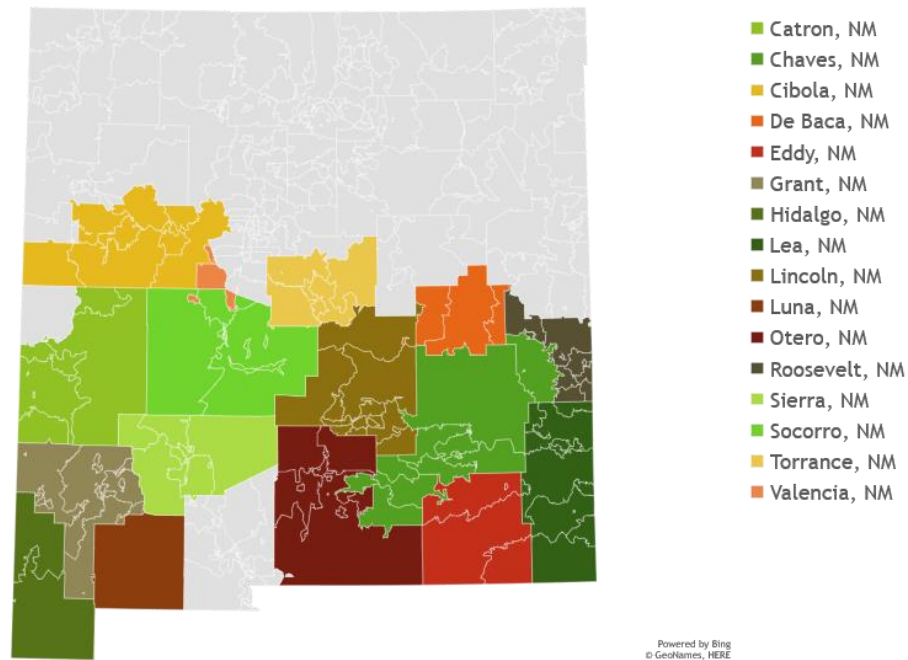 Catron, NM
Chaves, NM
Cibola, NM
De Baca, NM
Eddy, NM
Grant, NM
Hidalgo, NM
Lea, NM
Lincoln, NM
Luna, NM
Otero, NM
Roosevelt, NM
Sierra, NM
Socorro, NM
Torrance, NM
Valencia, NM
Powered by Bing
© GeoNames, HERE